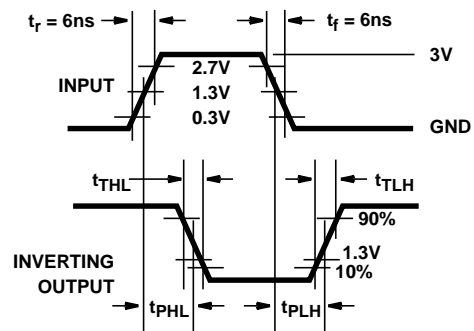 tr = 6ns
tf = 6ns
3V
2.7V
INPUT
1.3V
0.3V
GND
tTHL
tTLH
90%
1.3V
INVERTING
10%
OUTPUT
tPHL
tPLH